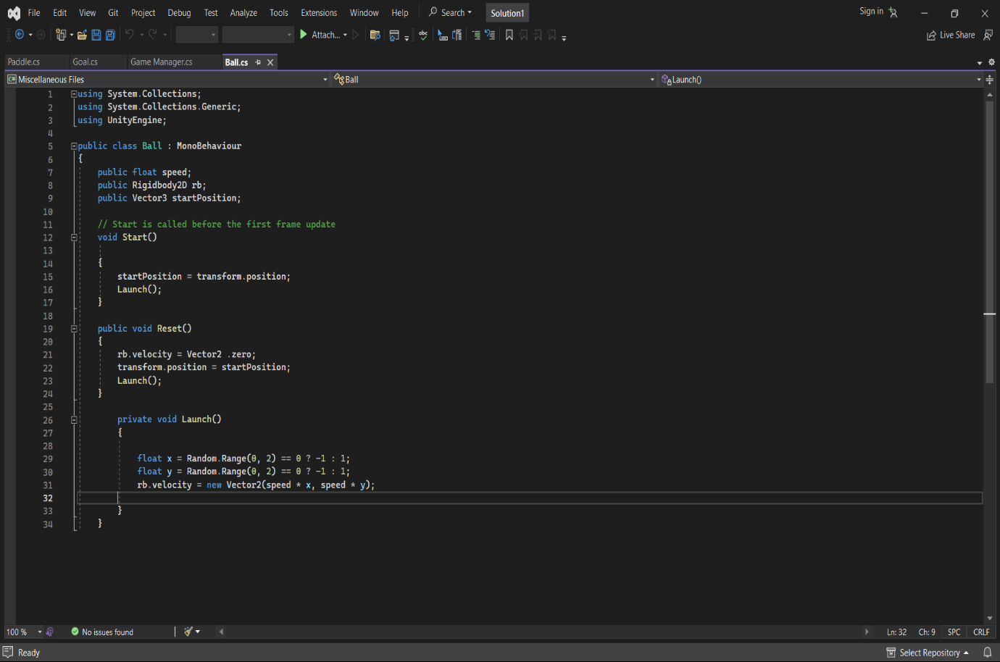 File Edit View Git Project Debug Test Analyze Tools Extensions Window Help Search Solution1 Sign in
Attach... Live Share
Paddle.cs Goal.cs Game Manager.cs Ball.cs
C# Miscellaneous Files Ball Launch()
1 using System.Collections;
2 using System.Collections.Generic;
3 using UnityEngine;
4
5 public class Ball : MonoBehaviour
6 {
7 public float speed;
8 public Rigidbody2D rb;
9 public Vector3 startPosition;
10
11 // Start is called before the first frame update
12 void Start()
13
14 {
15 startPosition = transform.position;
16 Launch();
17 }
18
19 public void Reset()
20 {
21 rb.velocity = Vector2 .zero;
22 transform.position = startPosition;
23 Launch();
24 }
25
26 private void Launch()
27 {
28
29 float x = Random.Range(0, 2) == 0 ? -1 : 1;
30 float y = Random.Range(0, 2) == 0 ? -1 : 1;
31 rb.velocity = new Vector2(speed * x, speed * y);
32
33 }
34 }
100 % No issues found Ln: 32 Ch: 9 SPC CRLF
Ready Select Repository